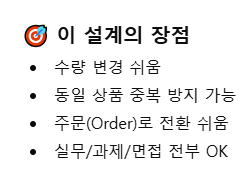 🎯 이 설계의 장점
• 수량 변경 쉬움
• 동일 상품 중복 방지 가능
• 주문(Order)로 전환 쉬움
• 실무/과제/면접 전부 OK